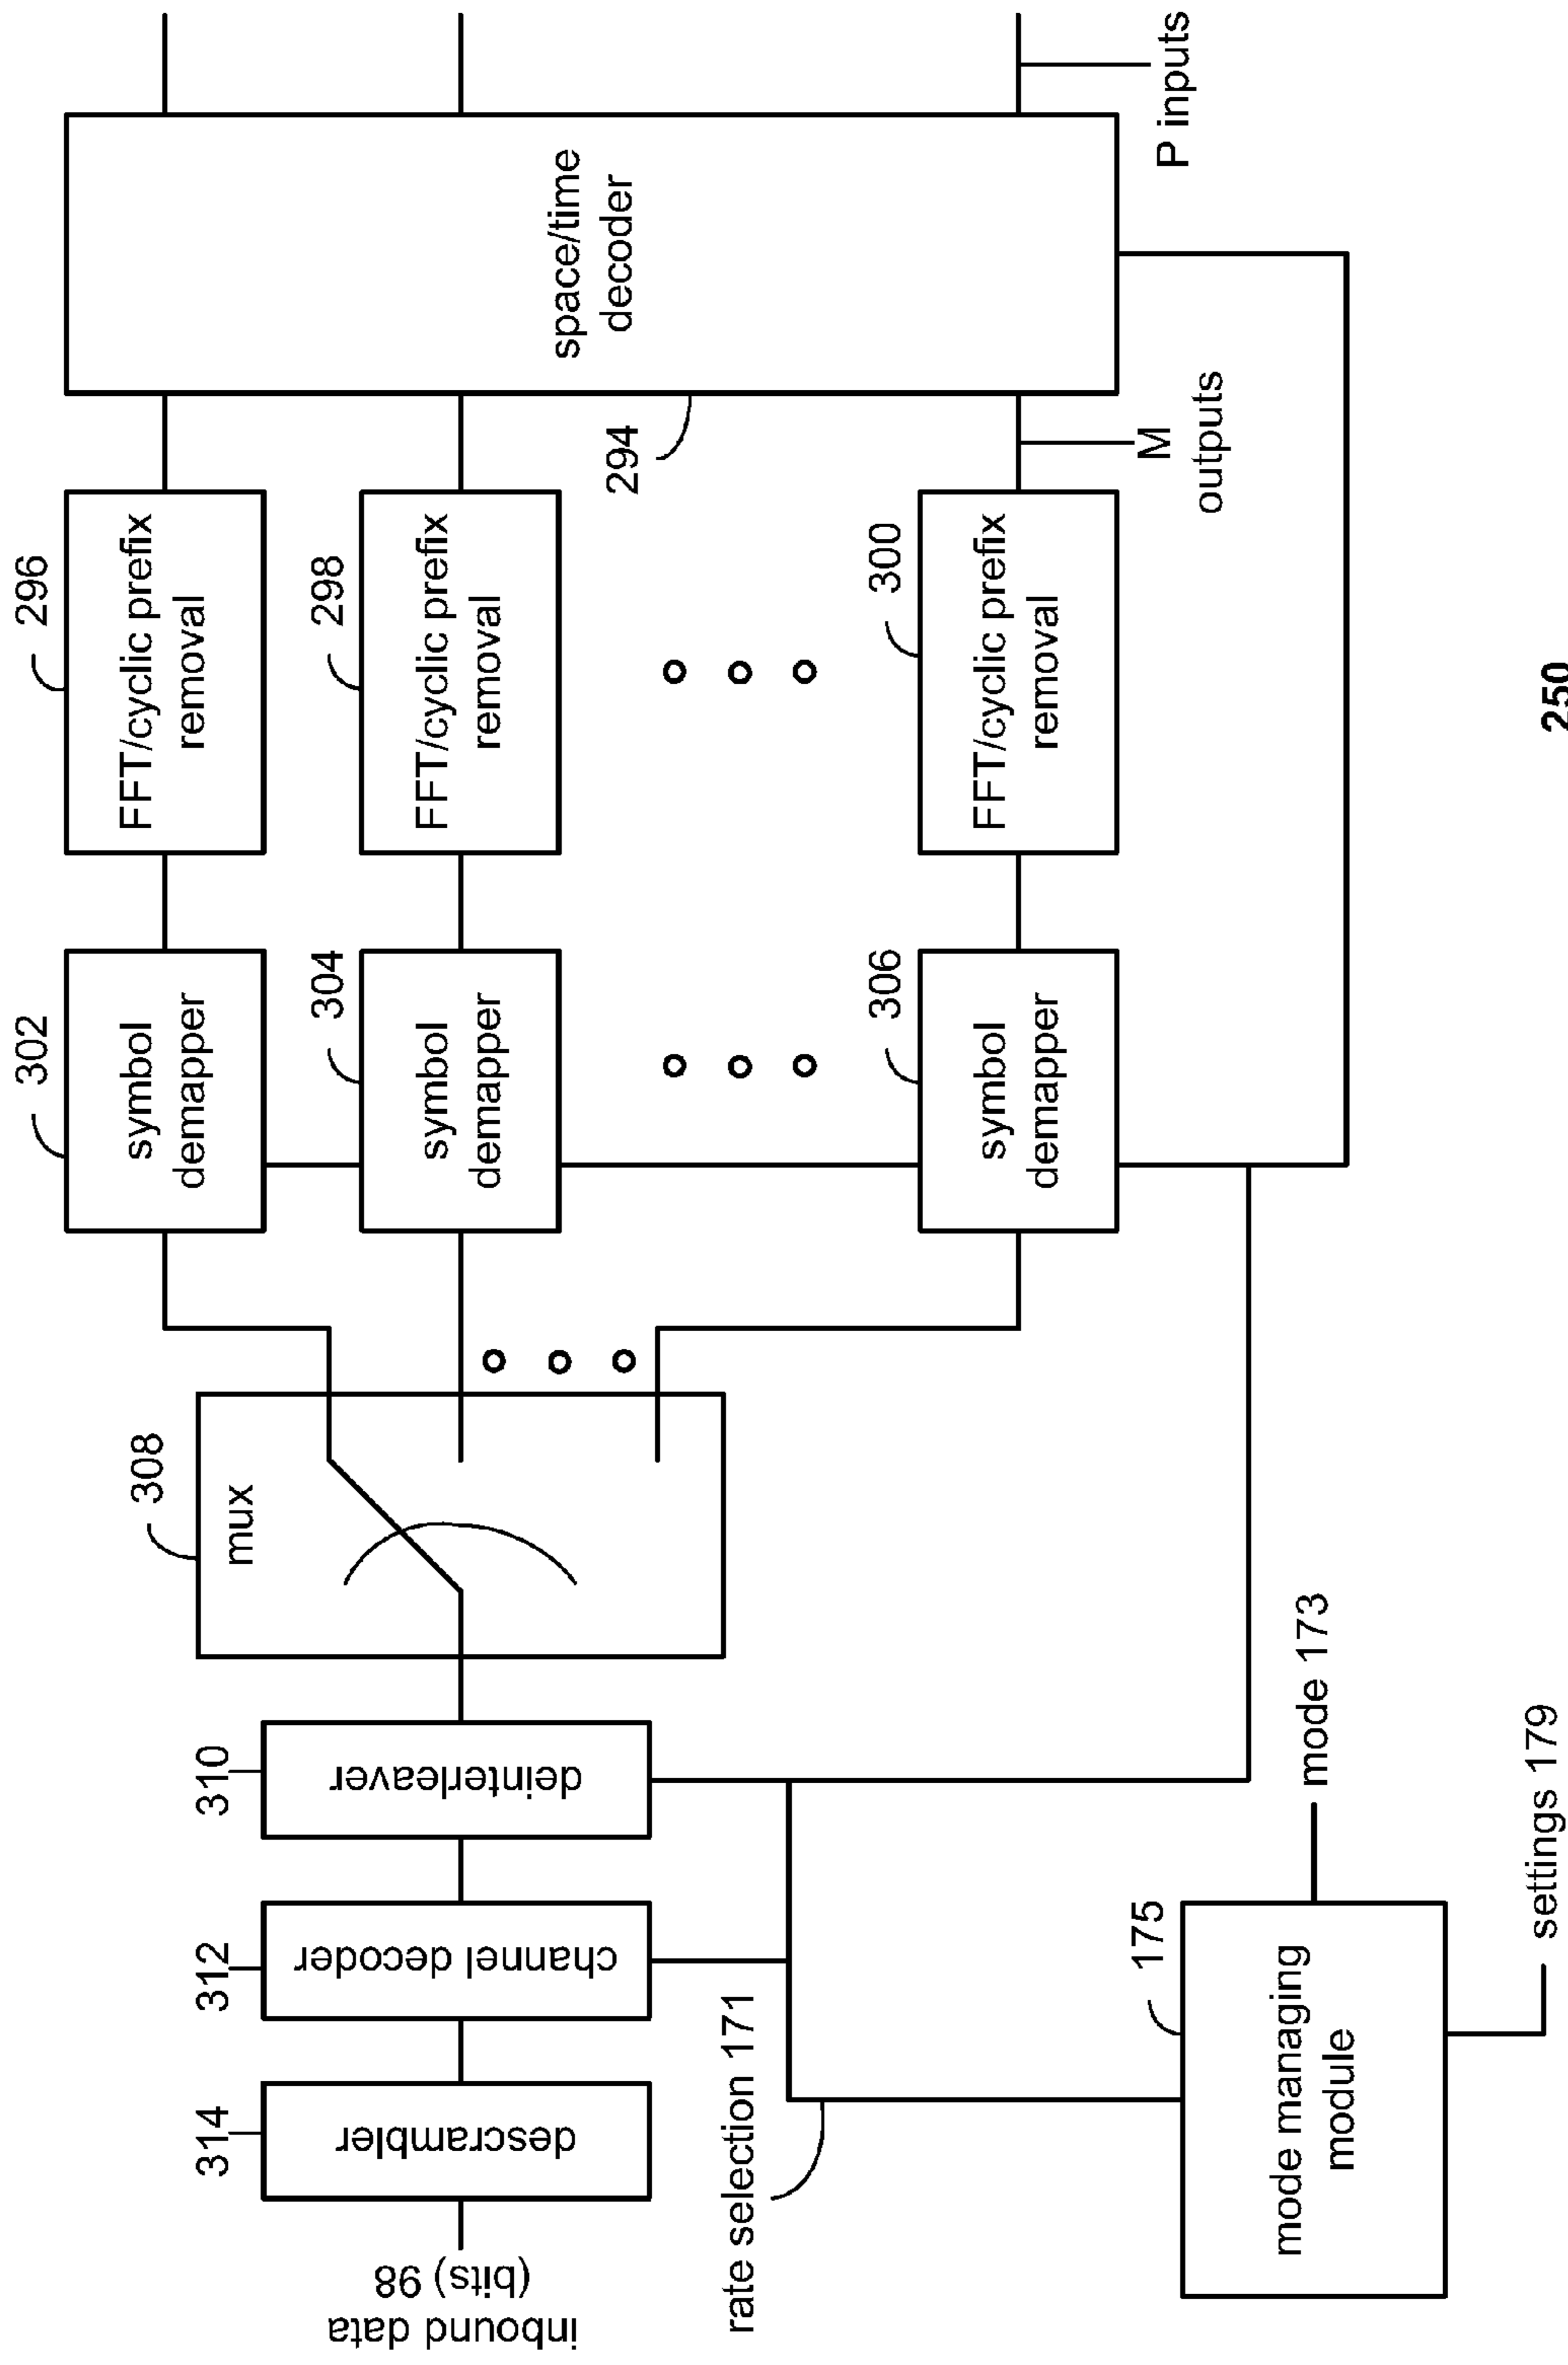 302
296
symbol
demapper
FFT/cyclic prefix
removal
308
304
298
mux
symbol
demapper
FFT/cyclic prefix
removal
space/time
decoder
314
312
310
descrambler
channel decoder
deinterleaver
inbound data
(bits) 98
294
306
300
symbol
demapper
FFT/cyclic prefix
removal
rate selection 171
M
outputs
P inputs
175
mode managing
module
mode 173
settings 179
250